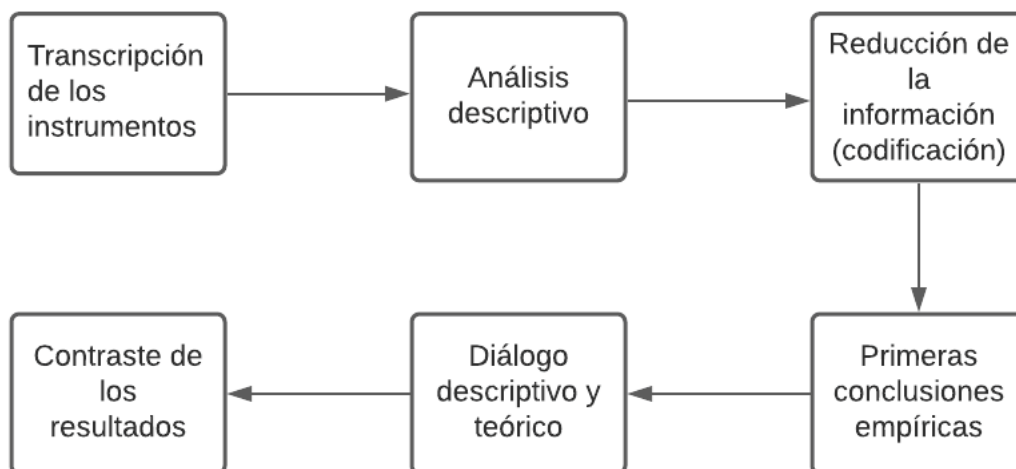 Transcripción
de los
instrumentos
Análisis
descriptivo
Reducción de
la
información
(codificación)
Primeras
conclusiones
empíricas
Diálogo
descriptivo y
teórico
Contraste de
los
resultados